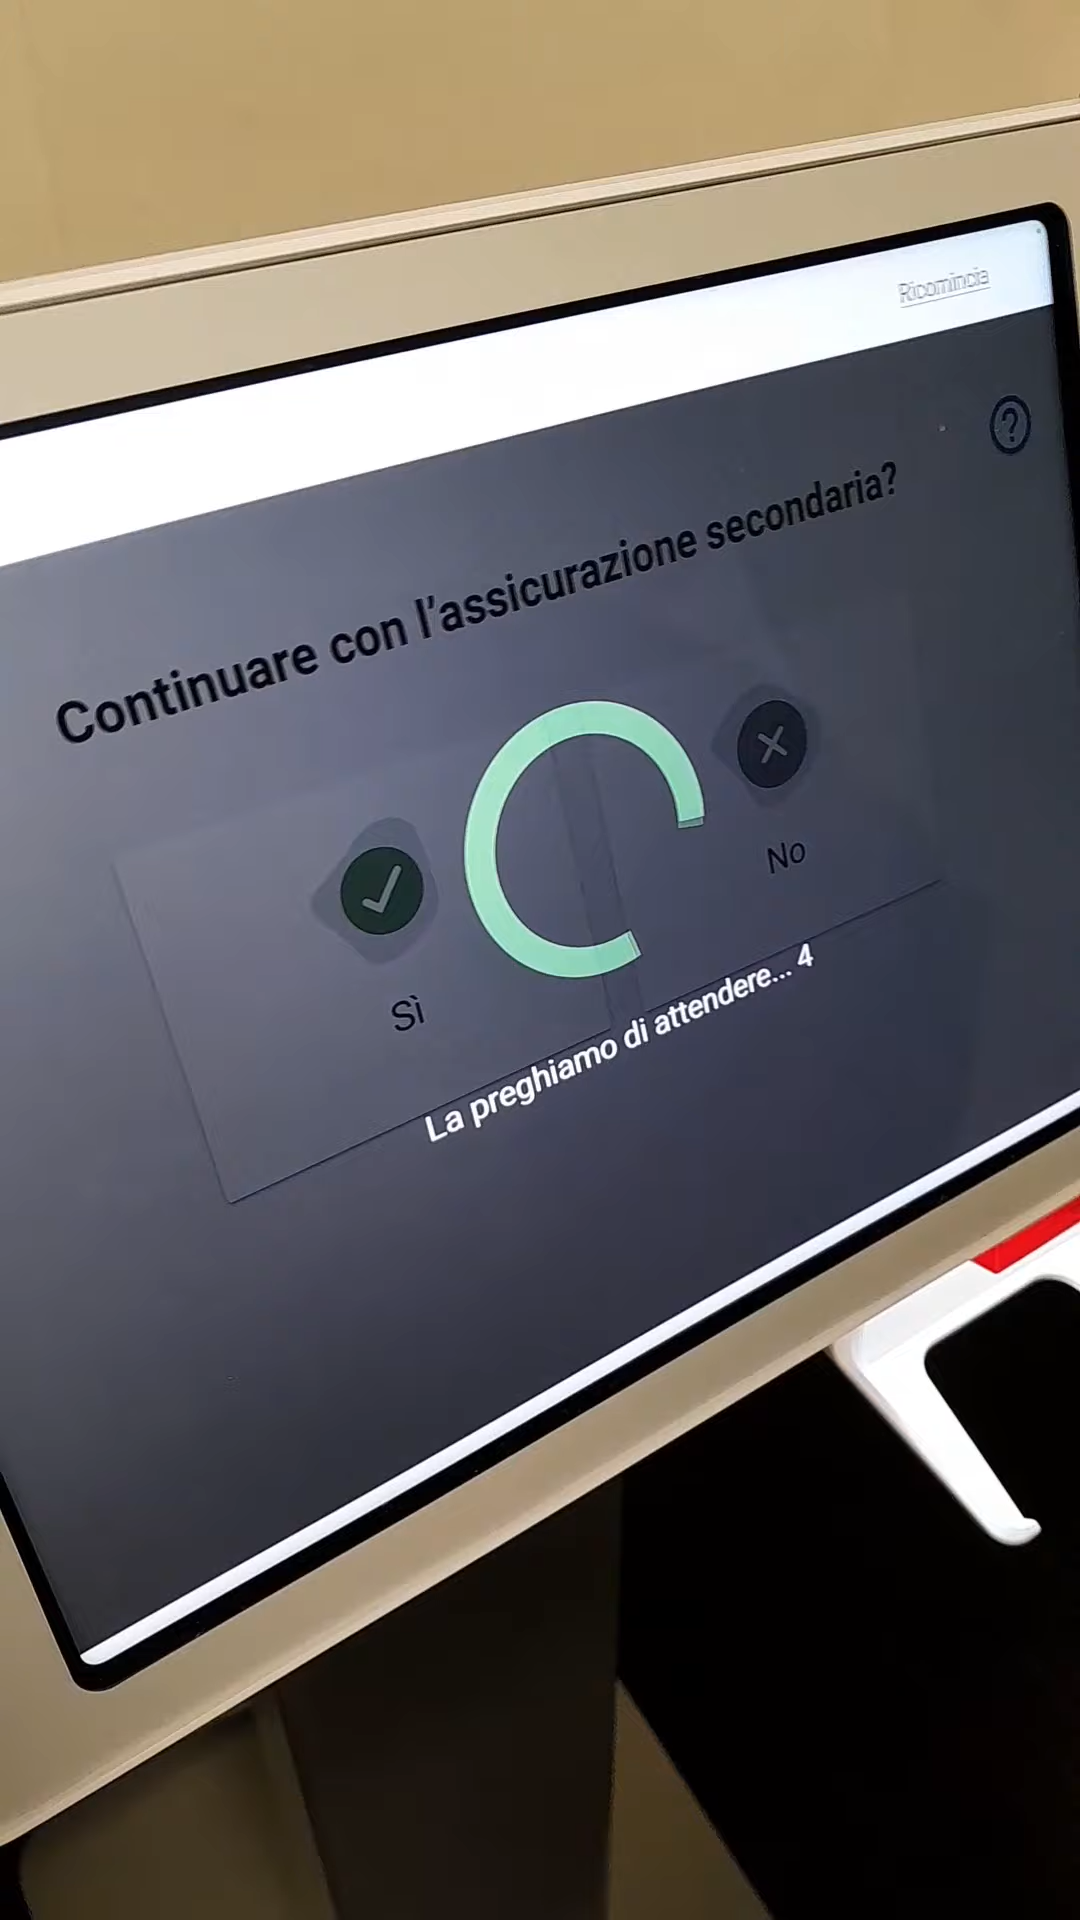 Ricomincia
Continuare con l'assicurazione secondaria?
Sì
No
La preghiamo di attendere... 4